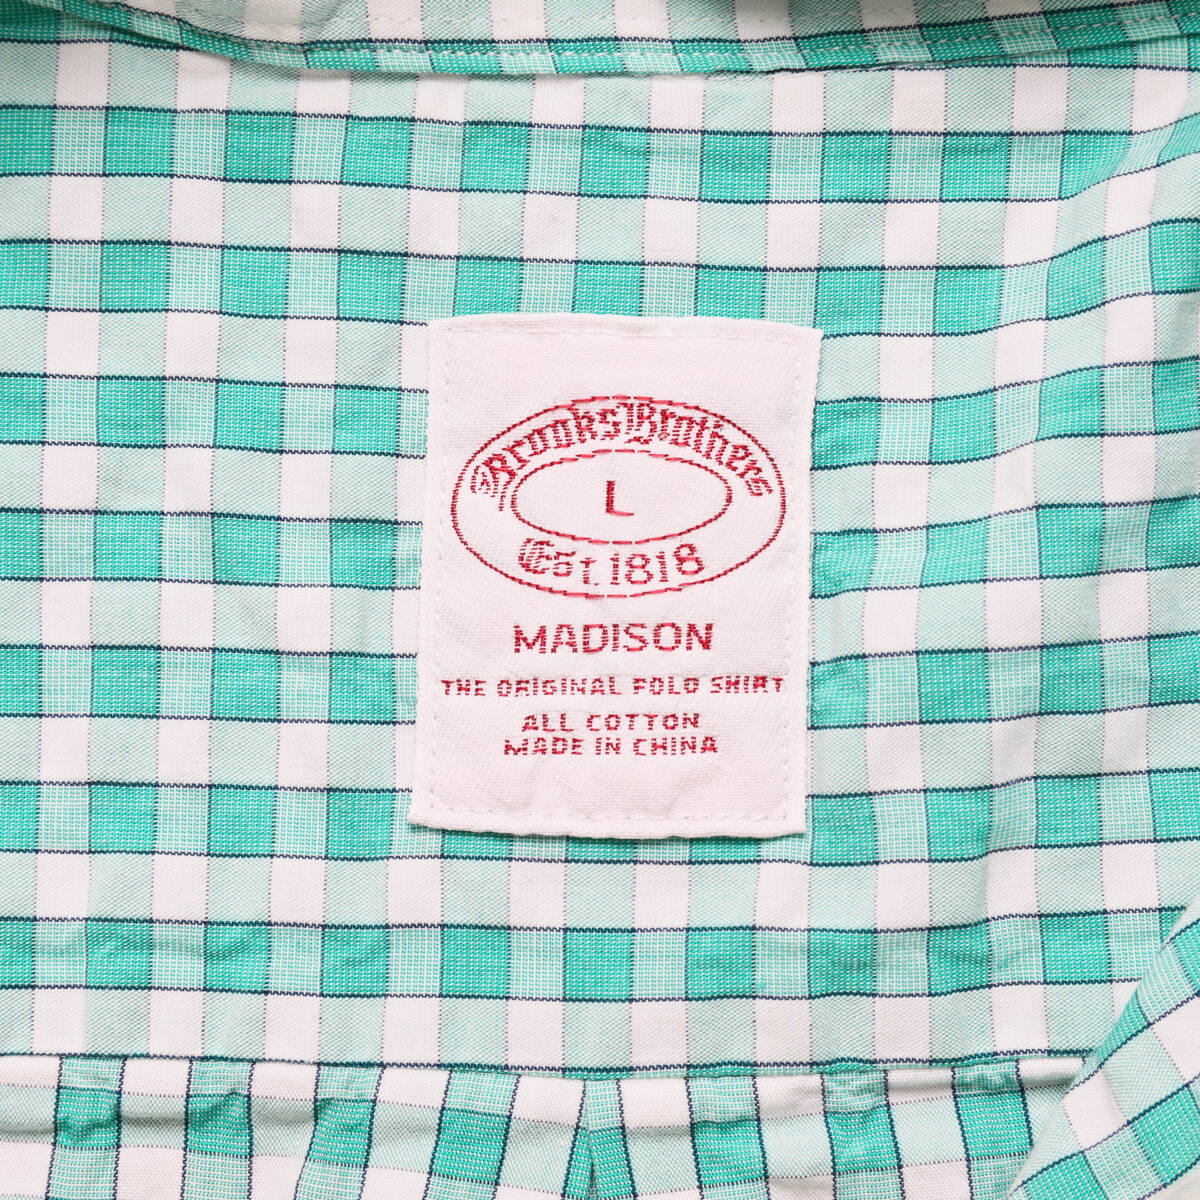 Brooks Brothers
L
Est. 1818
MADISON
THE ORIGINAL POLO SHIRT
ALL COTTON
MADE IN CHINA